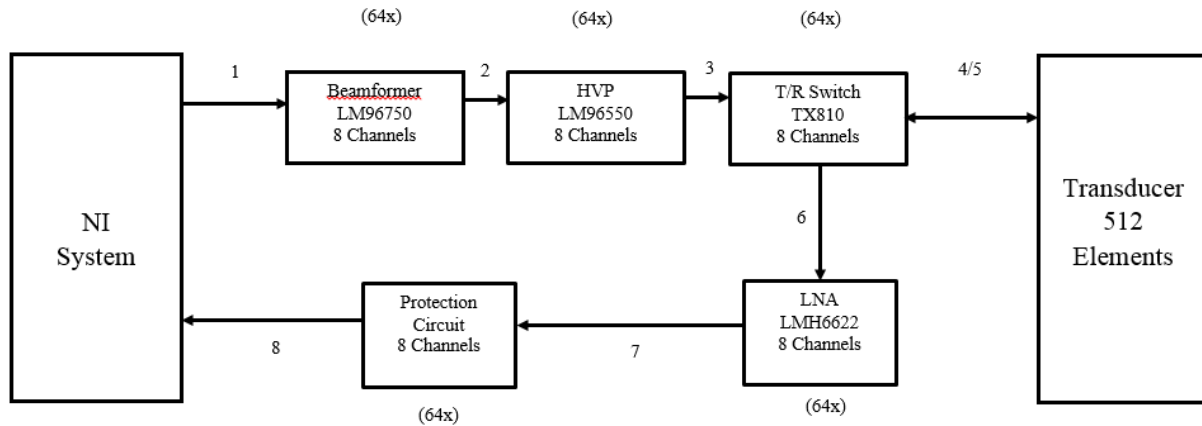 (64x)
(64x)
(64x)
1
2
3
4/5
Beamformer
LM96750
8 Channels
HVP
LM96550
8 Channels
T/R Switch
TX810
8 Channels
NI
System
Transducer
512
Elements
6
Protection
Circuit
8 Channels
LNA
LMH6622
8 Channels
8
7
(64x)
(64x)